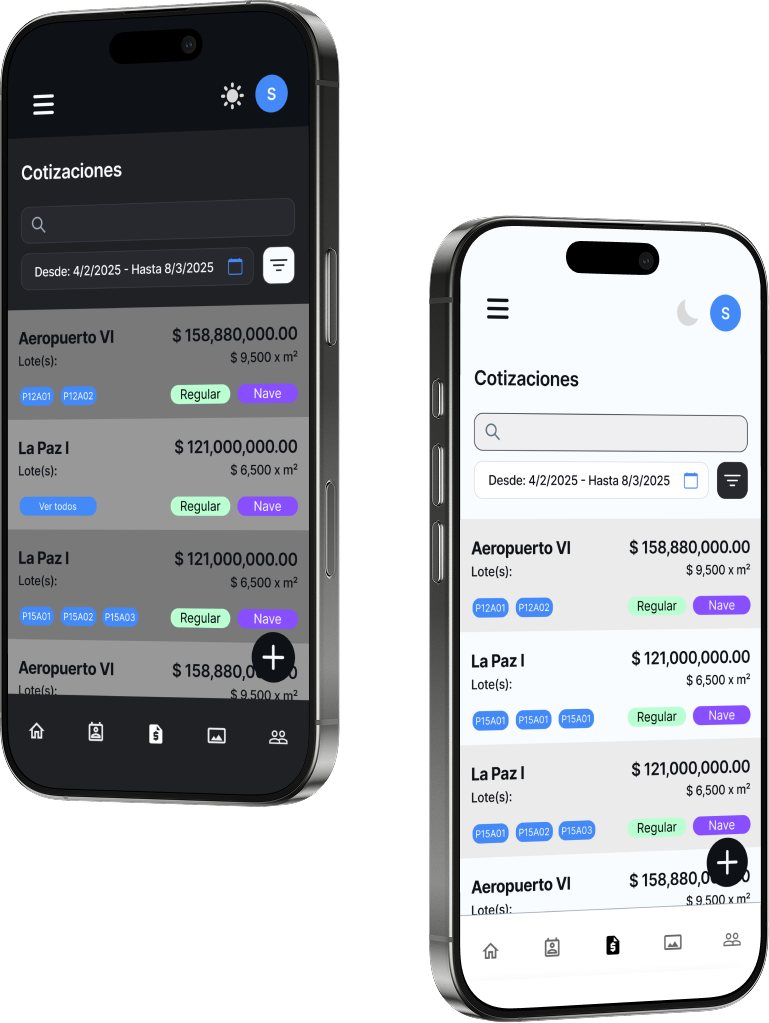 S
Cotizaciones
Desde: 4/2/2025 - Hasta 8/3/2025
Aeropuerto VI $ 158,880,000.00
Lote(s): $ 9,500 x m²
P12A01 P12A02 Regular Nave
La Paz I $ 121,000,000.00
Lote(s): $ 6,500 x m²
Ver todos Regular Nave
La Paz I $ 121,000,000.00
Lote(s): $ 6,500 x m²
P15A01 P15A02 P15A03 Regular Nave
Aeropuerto VI $ 158,880,0 0
Lote(s): $ 9,500 x m²
S
Cotizaciones
Desde: 4/2/2025 - Hasta 8/3/2025
Aeropuerto VI $ 158,880,000.00
Lote(s): $ 9,500 x m²
P12A01 P12A02 Regular Nave
La Paz I $ 121,000,000.00
Lote(s): $ 6,500 x m²
P15A01 P15A01 P15A01 Regular Nave
La Paz I $ 121,000,000.00
Lote(s): $ 6,500 x m²
P15A01 P15A02 P15A03 Regular Nave
Aeropuerto VI $ 158,880,0 0
Lote(s): $ 9,500 x m²